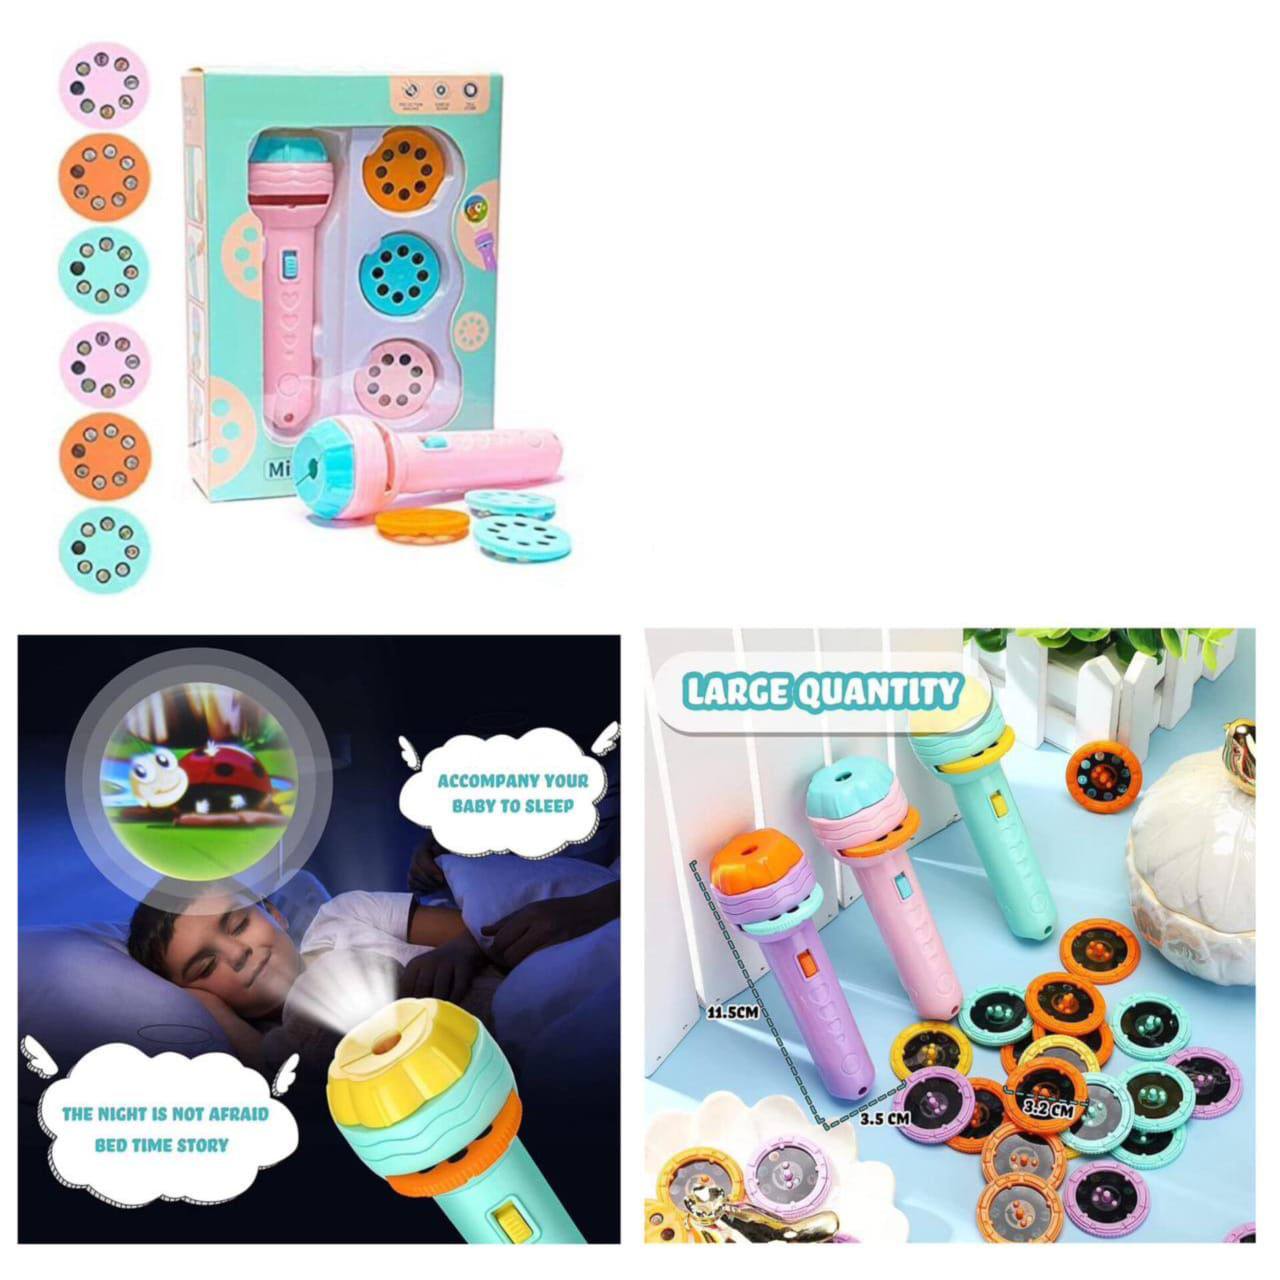 Mi
ACCOMPANY YOUR
BABY TO SLEEP
THE NIGHT IS NOT AFRAID
BED TIME STORY
LARGE QUANTITY
11.5CM
3.5 CM
3.2 CM